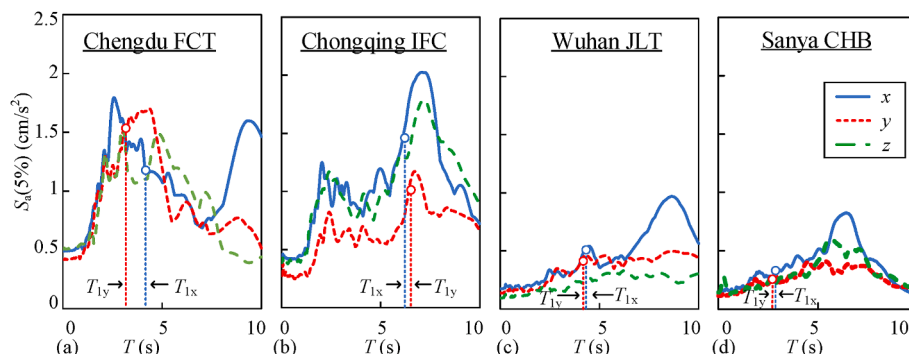 2.5
2
1.5
1
0.5
0
Sₐ(5%) (cm/s²)
Chengdu FCT
T₁y
T₁x
0
5
10
(a)
T (s)
Chongqing IFC
T₁x
T₁y
0
5
10
(b)
T (s)
Wuhan JLT
T₁y
T₁x
0
5
10
(c)
T (s)
Sanya CHB
x
y
z
T₁y
T₁x
0
5
10
(d)
T (s)